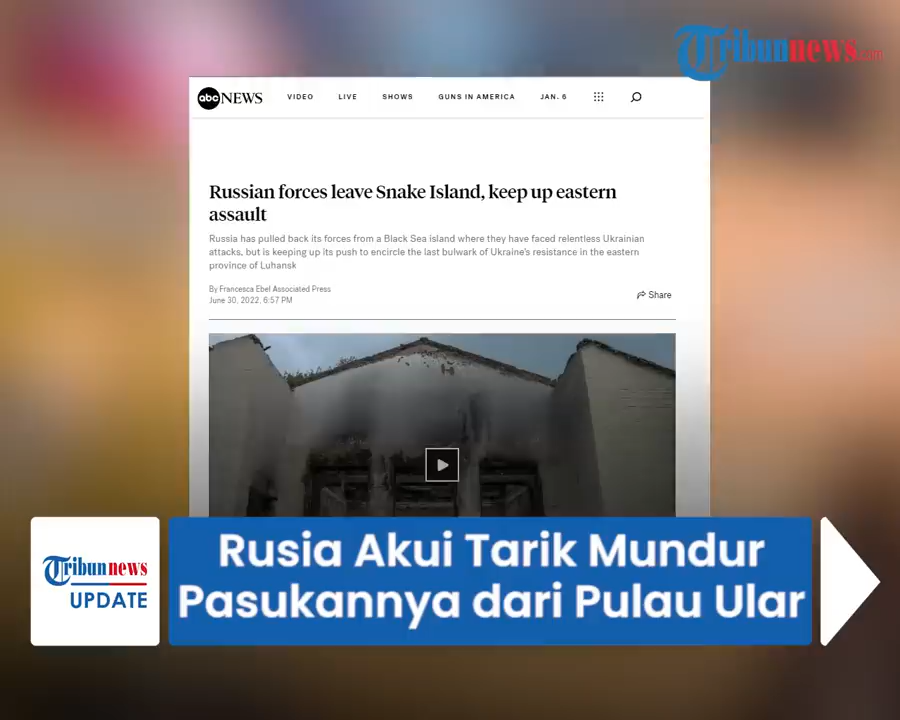 Tribunnews.com
abc NEWS VIDEO LIVE SHOWS GUNS IN AMERICA JAN. 6
Russian forces leave Snake Island, keep up eastern
assault
Russia has pulled back its forces from a Black Sea island where they have faced relentless Ukrainian
attacks, but is keeping up its push to encircle the last bulwark of Ukraine's resistance in the eastern
province of Luhansk
By Francesca Ebel Associated Press
June 30, 2022, 6:57 PM
Share
Tribunnews
UPDATE
Rusia Akui Tarik Mundur
Pasukannya dari Pulau Ular